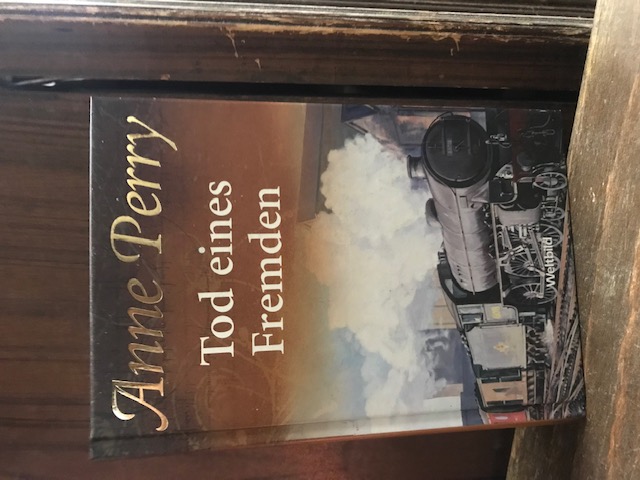 Anne Perry
Tod eines
Fremden
Weltbild